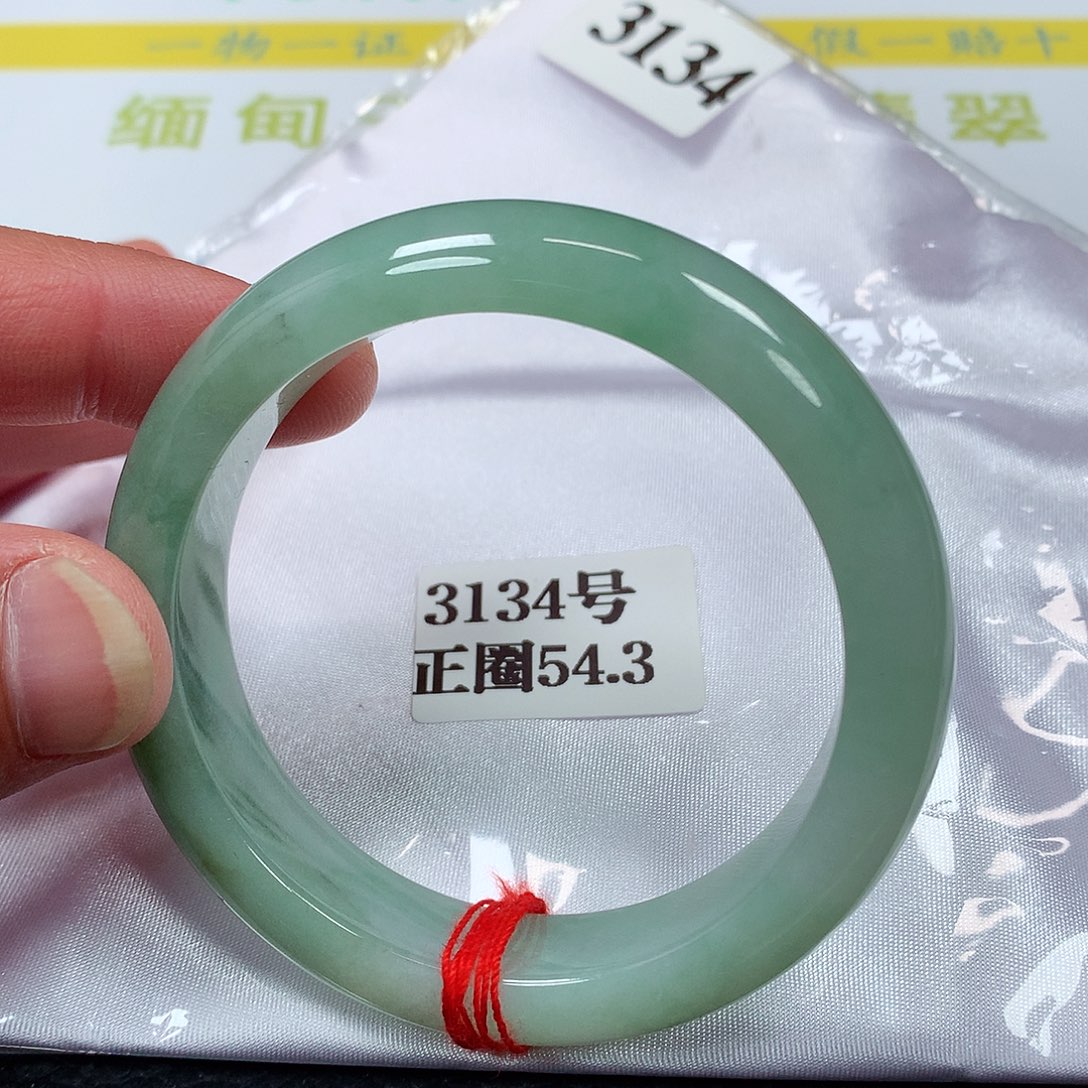 一物一证 假一赔十
缅甸 翠
3134
3134号
正圈54.3